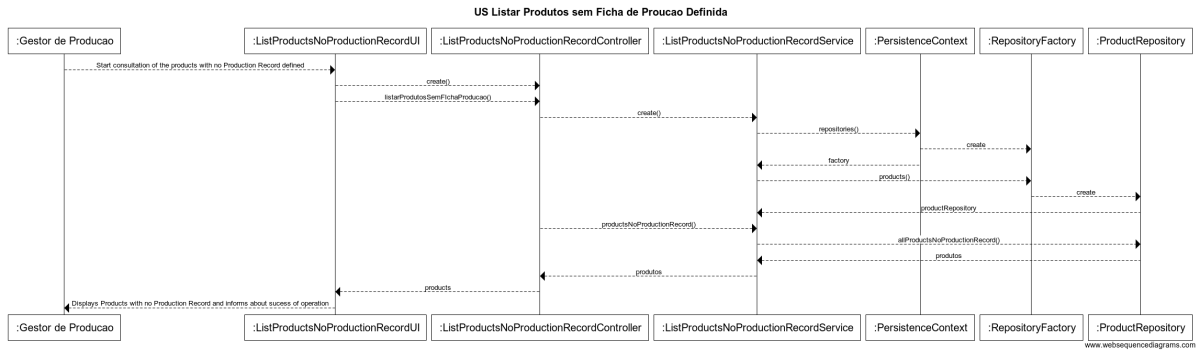 US Listar Produtos sem Ficha de Proucao Definida
:Gestor de Producao
:ListProductsNoProductionRecordUI
:ListProductsNoProductionRecordController
:ListProductsNoProductionRecordService
:PersistenceContext
:RepositoryFactory
:ProductRepository
Start consultation of the products with no Production Record defined
create()
listarProdutosSemFIchaProducao()
create()
repositories()
create
factory
products()
create
productRepository
productsNoProductionRecord()
allProductsNoProductionRecord()
produtos
produtos
products
Displays Products with no Production Record and informs about sucess of operation
:Gestor de Producao
:ListProductsNoProductionRecordUI
:ListProductsNoProductionRecordController
:ListProductsNoProductionRecordService
:PersistenceContext
:RepositoryFactory
:ProductRepository
www.websequencediagrams.com